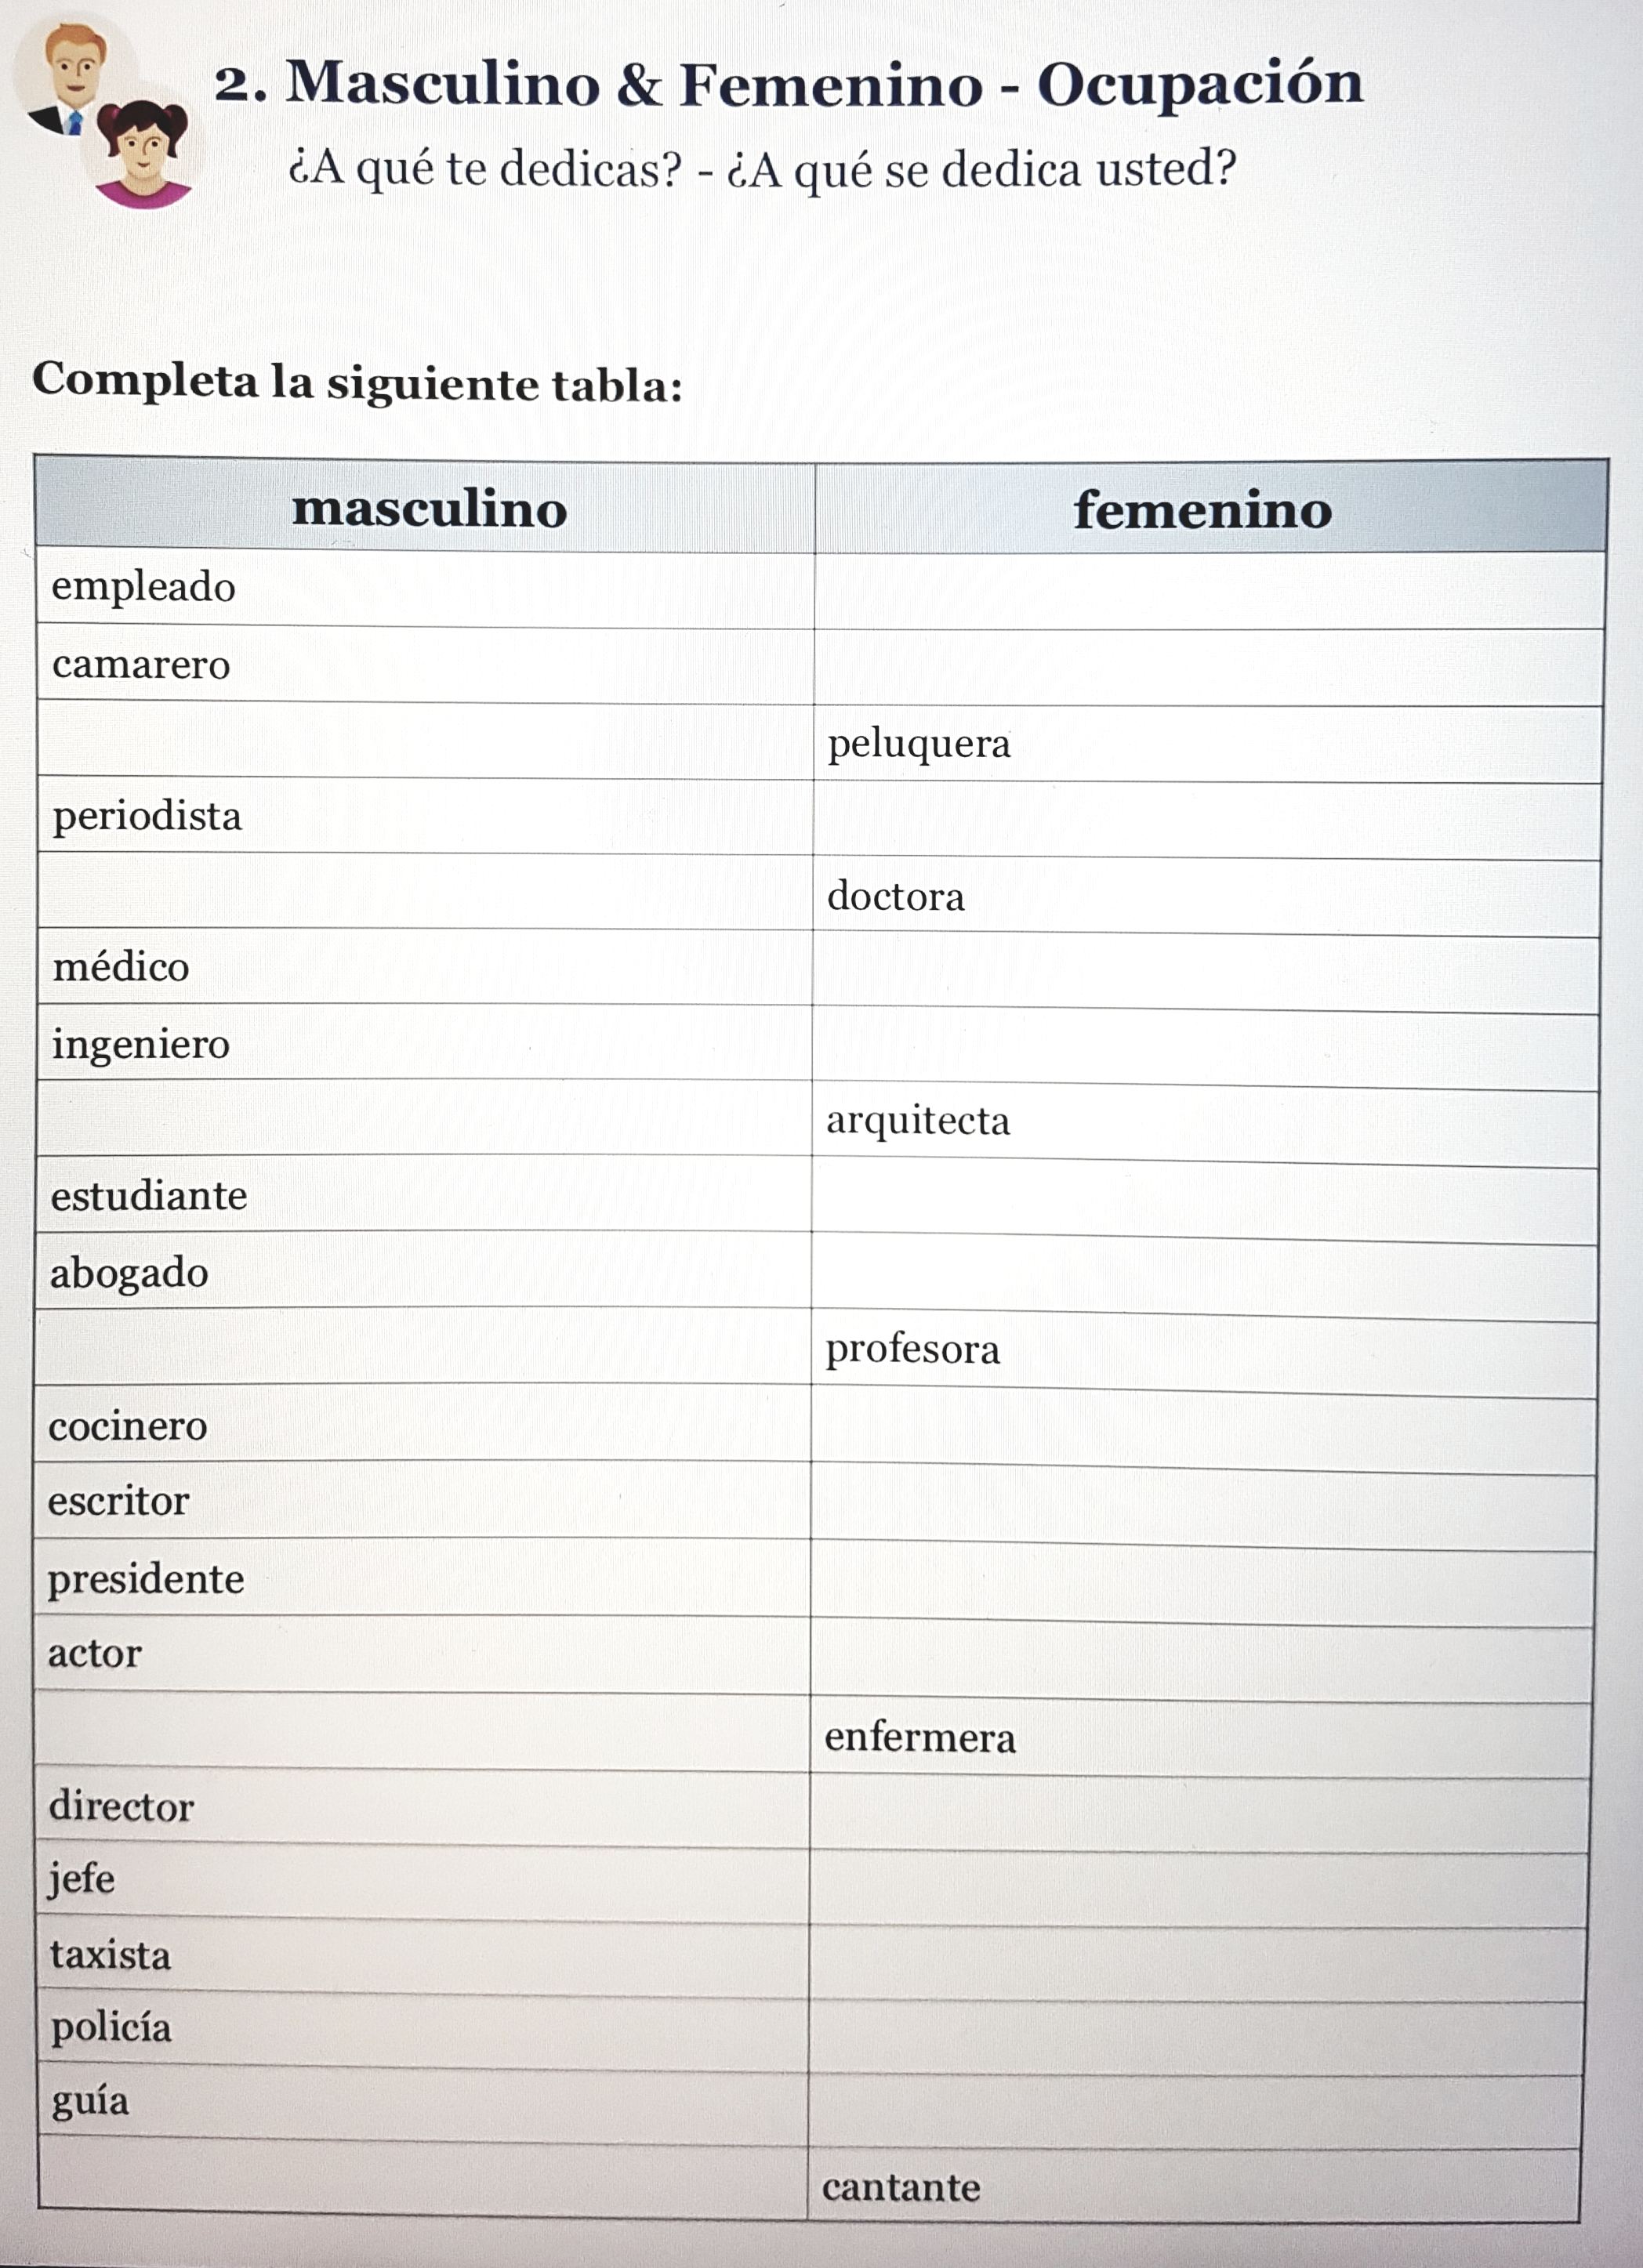 2. Masculino & Femenino - Ocupación
¿A qué te dedicas? - ¿A qué se dedica usted?
Completa la siguiente tabla:
masculino femenino
empleado
camarero
peluquera
periodista
doctora
médico
ingeniero
arquitecta
estudiante
abogado
profesora
cocinero
escritor
presidente
actor
enfermera
director
jefe
taxista
policía
guía
cantante